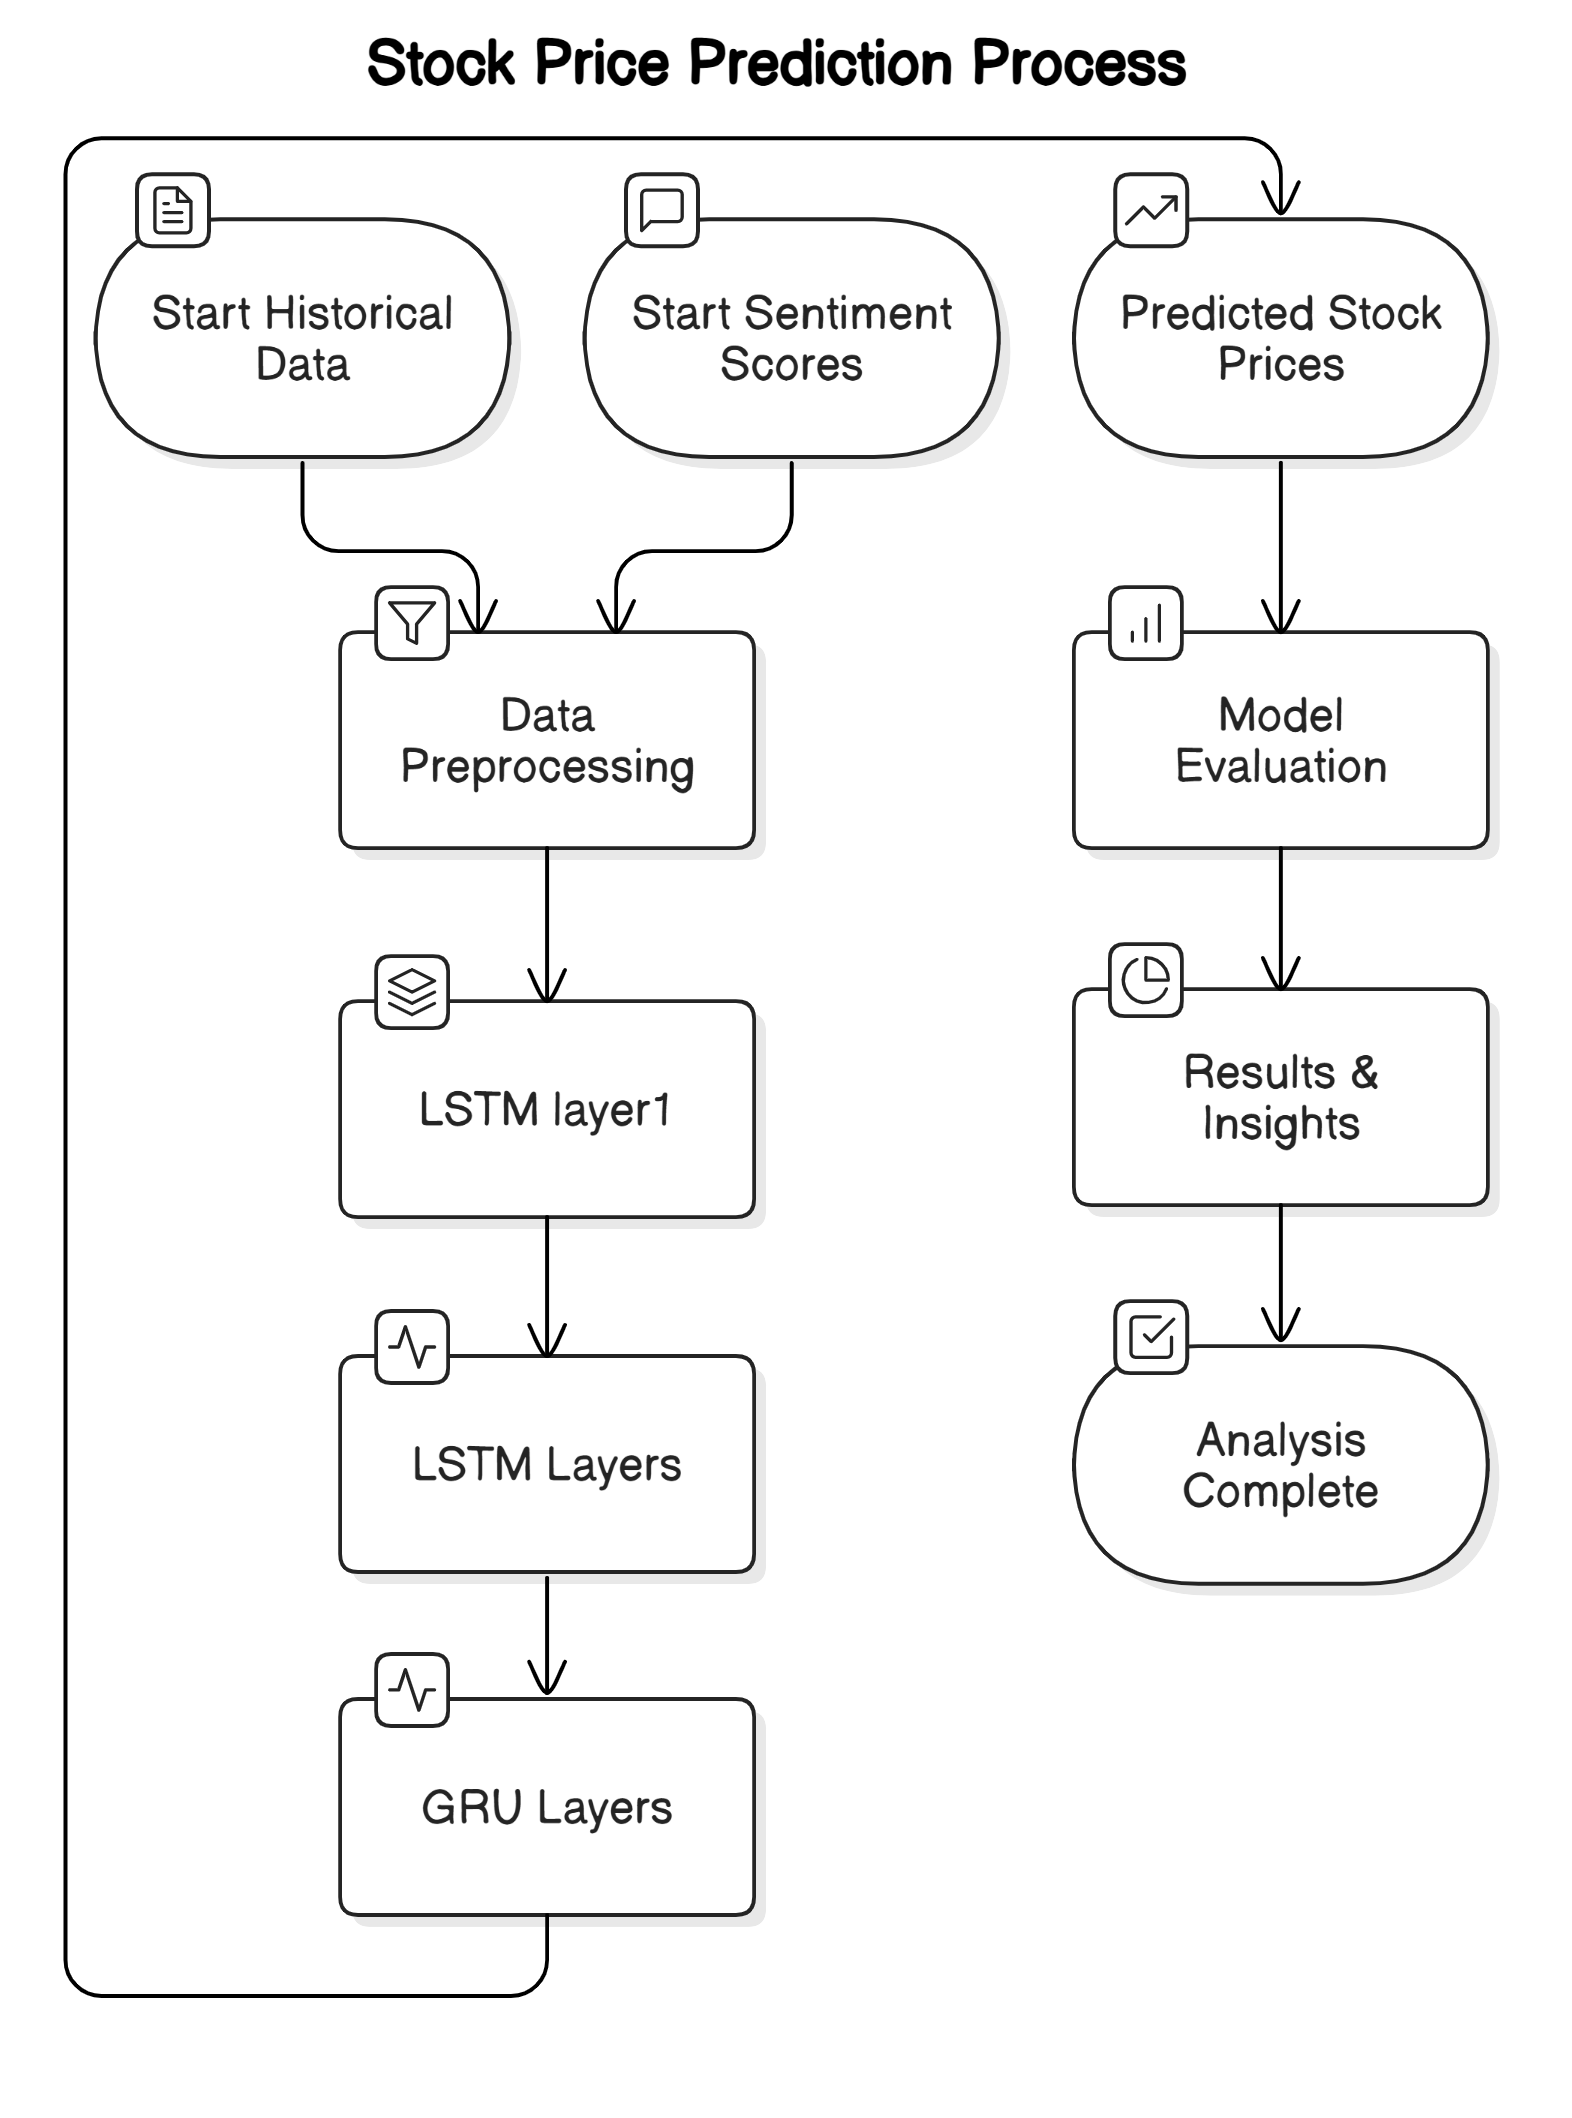 Stock Price Prediction Process
Start Historical
Data
Start Sentiment
Scores
Predicted Stock
Prices
Data
Preprocessing
Model
Evaluation
LSTM layer1
Results &
Insights
LSTM Layers
Analysis
Complete
GRU Layers